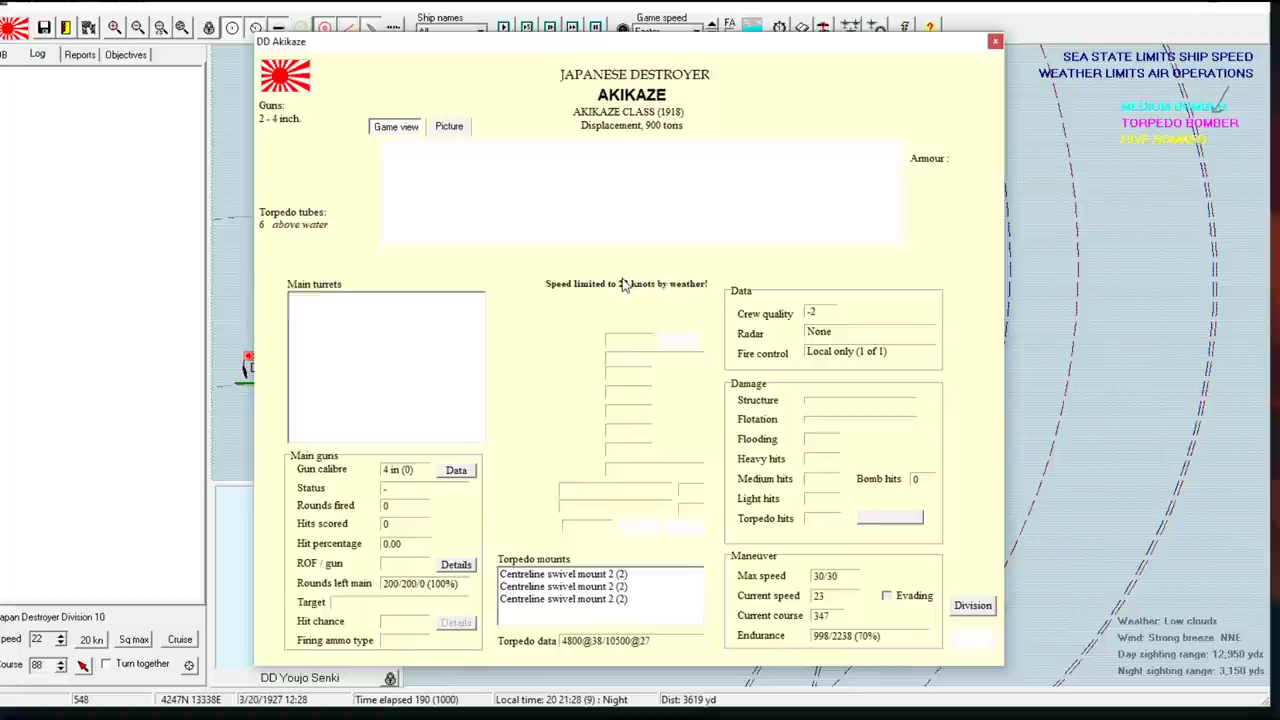 Ship names
Game speed
FA
Log
Reports
Objectives
DD Akikaze
SEA STATE LIMITS SHIP SPEED
WEATHER LIMITS AIR OPERATIONS
MEDIUM BOMBER
TORPEDO BOMBER
DIVE BOMBER
JAPANESE DESTROYER
AKIKAZE
AKIKAZE CLASS (1918)
Displacement, 900 tons
Guns:
2 - 4 inch.
Game view
Picture
Armour :
Torpedo tubes:
6 above water
Main turrets
Speed limited to knots by weather!
Data
Crew quality -2
Radar None
Fire control Local only (1 of 1)
Damage
Structure
Flotation
Flooding
Heavy hits
Medium hits
Bomb hits 0
Light hits
Torpedo hits
Main guns
Gun calibre 4 in (0) Data
Status -
Rounds fired 0
Hits scored 0
Hit percentage 0.00
ROF / gun Details
Rounds left main 200/200/0 (100%)
Target
Hit chance Details
Firing ammo type
Torpedo mounts
Centreline swivel mount 2 (2)
Centreline swivel mount 2 (2)
Centreline swivel mount 2 (2)
Torpedo data 4800@38/10500@27
Maneuver
Max speed 30/30
Current speed 23
Evading
Current course 347
Endurance 998/2238 (70%)
Division
apan Destroyer Division 10
peed 22 20 kn Sq max Cruise
ourse 88 Turn together
DD Youjo Senki
Weather: Low clouds
Wind: Strong breeze NNE
Day sighting range: 12,950 yds
Night sighting range: 3,150 yds
548
4247N 13338E
3/20/1927 12:28
Time elapsed 190 (1000)
Local time: 20 21:28 (9) : Night
Dist: 3619 yd